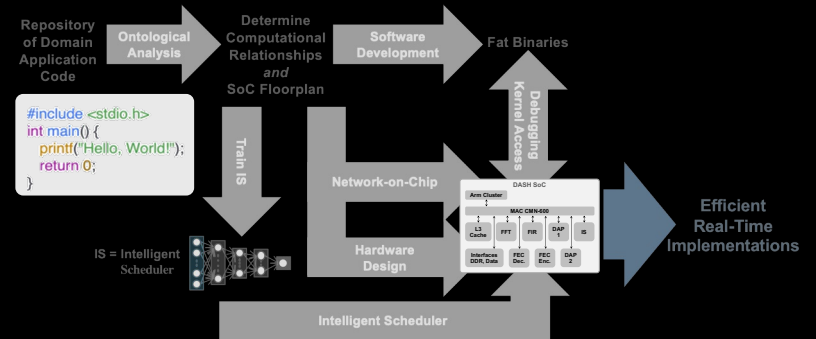 Repository
of Domain
Application
Code
Ontological
Analysis
Determine
Computational
Relationships
and
SoC Floorplan
Software
Development
Fat Binaries
#include <stdio.h>
int main() {
printf("Hello, World!");
return 0;
}
Train IS
Debugging
Kernel Access
Network-on-Chip
DASH SoC
Arm Cluster
MAC CMN-600
L3
Cache
FFT
FIR
DAP
1
IS
Interfaces
DDR, Data
FEC
Dec.
FEC
Enc.
DAP
2
Efficient
Real-Time
Implementations
IS = Intelligent
Scheduler
Hardware
Design
Intelligent Scheduler